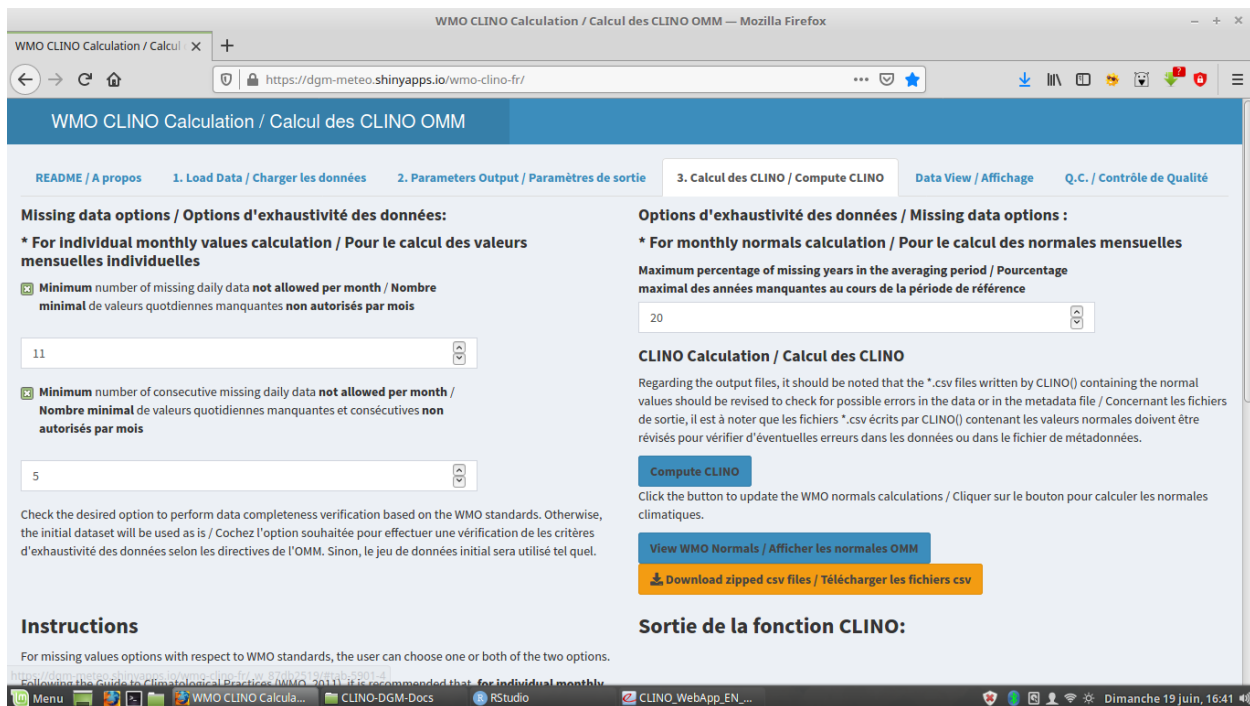 WMO CLINO Calculation / Calcul des CLINO OMM — Mozilla Firefox
WMO CLINO Calculation / Calcul
https://dgm-meteo.shinyapps.io/wmo-clino-fr/
WMO CLINO Calculation / Calcul des CLINO OMM
README / A propos
1. Load Data / Charger les données
2. Parameters Output / Paramètres de sortie
3. Calcul des CLINO / Compute CLINO
Data View / Affichage
Q.C. / Contrôle de Qualité
Missing data options / Options d'exhaustivité des données:
* For individual monthly values calculation / Pour le calcul des valeurs
mensuelles individuelles
Minimum number of missing daily data not allowed per month / Nombre
minimal de valeurs quotdiennes manquantes non autorisés par mois
11
Minimum number of consecutive missing daily data not allowed per month /
Nombre minimal de valeurs quotidiennes manquantes et consécutives non
autorisés par mois
5
Check the desired option to perform data completeness verification based on the WMO standards. Otherwise,
the initial dataset will be used as is / Cochez l'option souhaitée pour effectuer une vérification de les critères
d'exhaustivité des données selon les directives de l'OMM. Sinon, le jeu de données initial sera utilisé tel quel.
Instructions
For missing values options with respect to WMO standards, the user can choose one or both of the two options.
Following the Guide to Climatological Practices (WMO, 2011), it is recommended that, for individual monthly
Options d'exhaustivité des données / Missing data options :
* For monthly normals calculation / Pour le calcul des normales mensuelles
Maximum percentage of missing years in the averaging period / Pourcentage
maximal des années manquantes au cours de la période de référence
20
CLINO Calculation / Calcul des CLINO
Regarding the output files, it should be noted that the *.csv files written by CLINO() containing the normal
values should be revised to check for possible errors in the data or in the metadata file / Concernant les fichiers
de sortie, il est à noter que les fichiers *.csv écrits par CLINO() contenant les valeurs normales doivent être
révisés pour vérifier d'éventuelles erreurs dans les données ou dans le fichier de métadonnées.
Compute CLINO
Click the button to update the WMO normals calculations / Cliquer sur le bouton pour calculer les normales
climatiques.
View WMO Normals / Afficher les normales OMM
Download zipped csv files / Télécharger les fichiers csv
Sortie de la fonction CLINO:
Menu
WMO CLINO Calcula...
CLINO-DGM-Docs
RStudio
CLINO_WebApp_EN_...
Dimanche 19 juin, 16:41